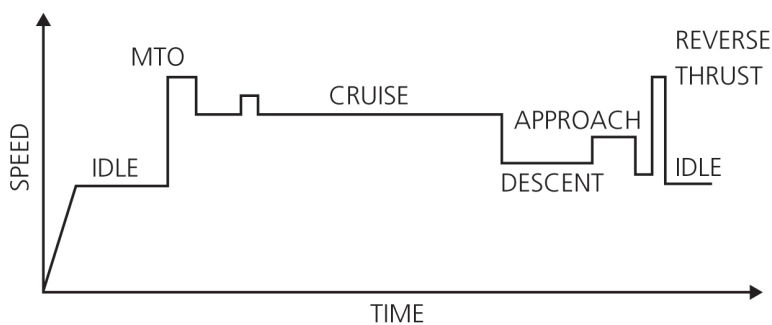 REVERSE
THRUST
MTO
CRUISE
APPROACH
IDLE
DESCENT
IDLE
SPEED
TIME